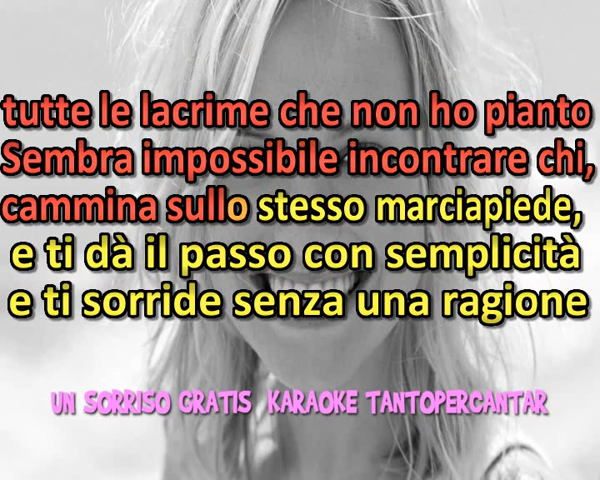 tutte le lacrime che non ho pianto
Sembra impossibile incontrare chi,
cammina sullo stesso marciapiede,
e ti dà il passo con semplicità
e ti sorride senza una ragione
UN SORRISO GRATIS KARAOKE TANTOPERCANTAR